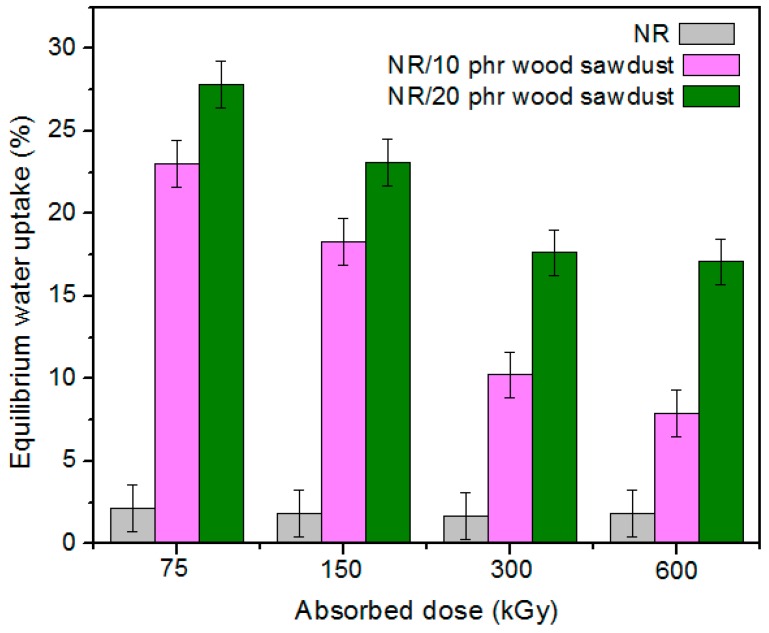 NR
NR/10 phr wood sawdust
NR/20 phr wood sawdust
Equilibrium water uptake (%)
30
25
20
15
10
5
0
75 150 300 600
Absorbed dose (kGy)